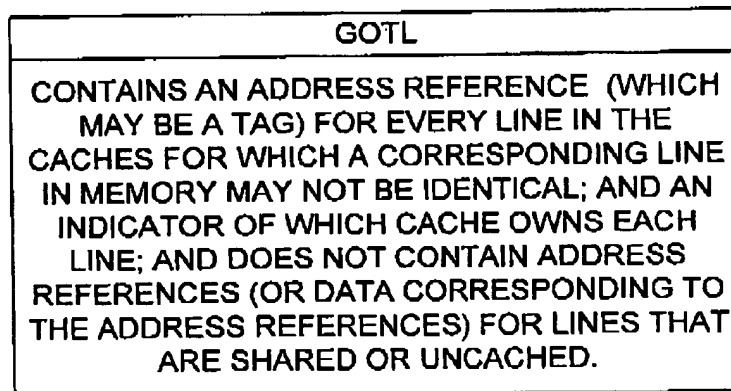 GOTL
CONTAINS AN ADDRESS REFERENCE (WHICH
MAY BE A TAG) FOR EVERY LINE IN THE
CACHES FOR WHICH A CORRESPONDING LINE
IN MEMORY MAY NOT BE IDENTICAL; AND AN
INDICATOR OF WHICH CACHE OWNS EACH
LINE; AND DOES NOT CONTAIN ADDRESS
REFERENCES (OR DATA CORRESPONDING TO
THE ADDRESS REFERENCES) FOR LINES THAT
ARE SHARED OR UNCACHED.